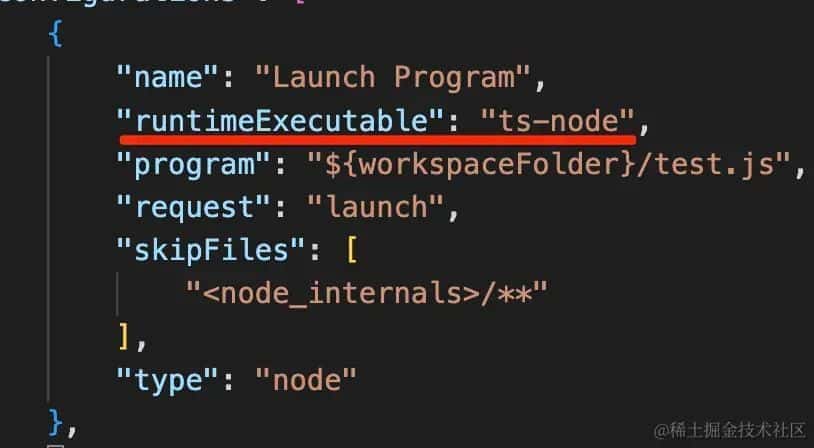 {
"name": "Launch Program",
"runtimeExecutable": "ts-node",
"program": "${workspaceFolder}/test.js",
"request": "launch",
"skipFiles": [
"<node_internals>/**"
],
"type": "node"
},
@稀土掘金技术社区